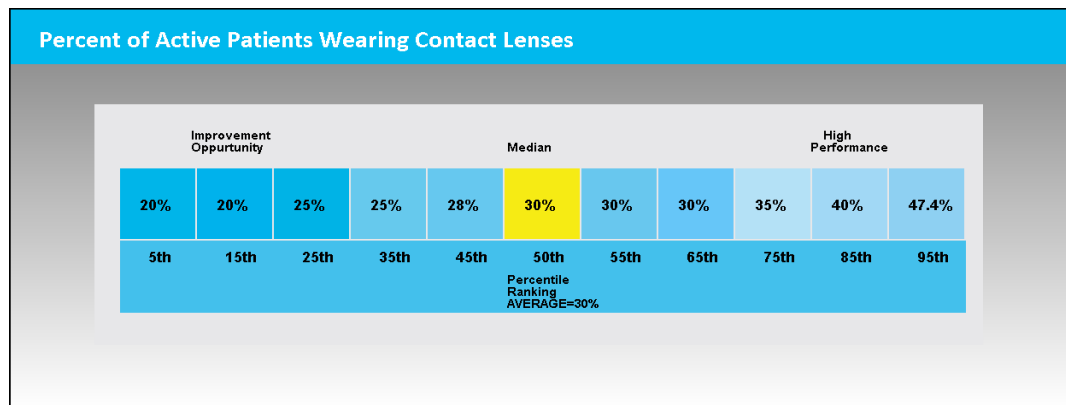 Percent of Active Patients Wearing Contact Lenses
Improvement
Oppurtunity
Median
High
Performance
20% 20% 25% 25% 28% 30% 30% 30% 35% 40% 47.4%
5th 15th 25th 35th 45th 50th 55th 65th 75th 85th 95th
Percentile
Ranking
AVERAGE=30%